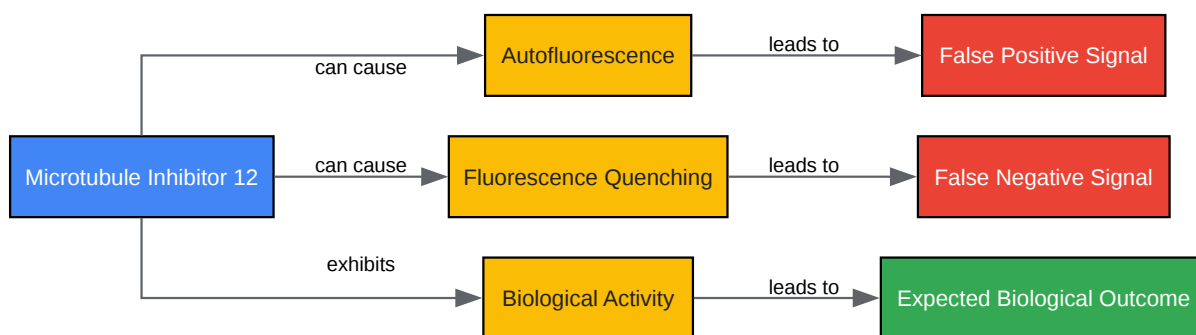 Autofluorescence
leads to
False Positive Signal
can cause
Microtubule Inhibitor 12
can cause
Fluorescence Quenching
leads to
False Negative Signal
exhibits
Biological Activity
leads to
Expected Biological Outcome